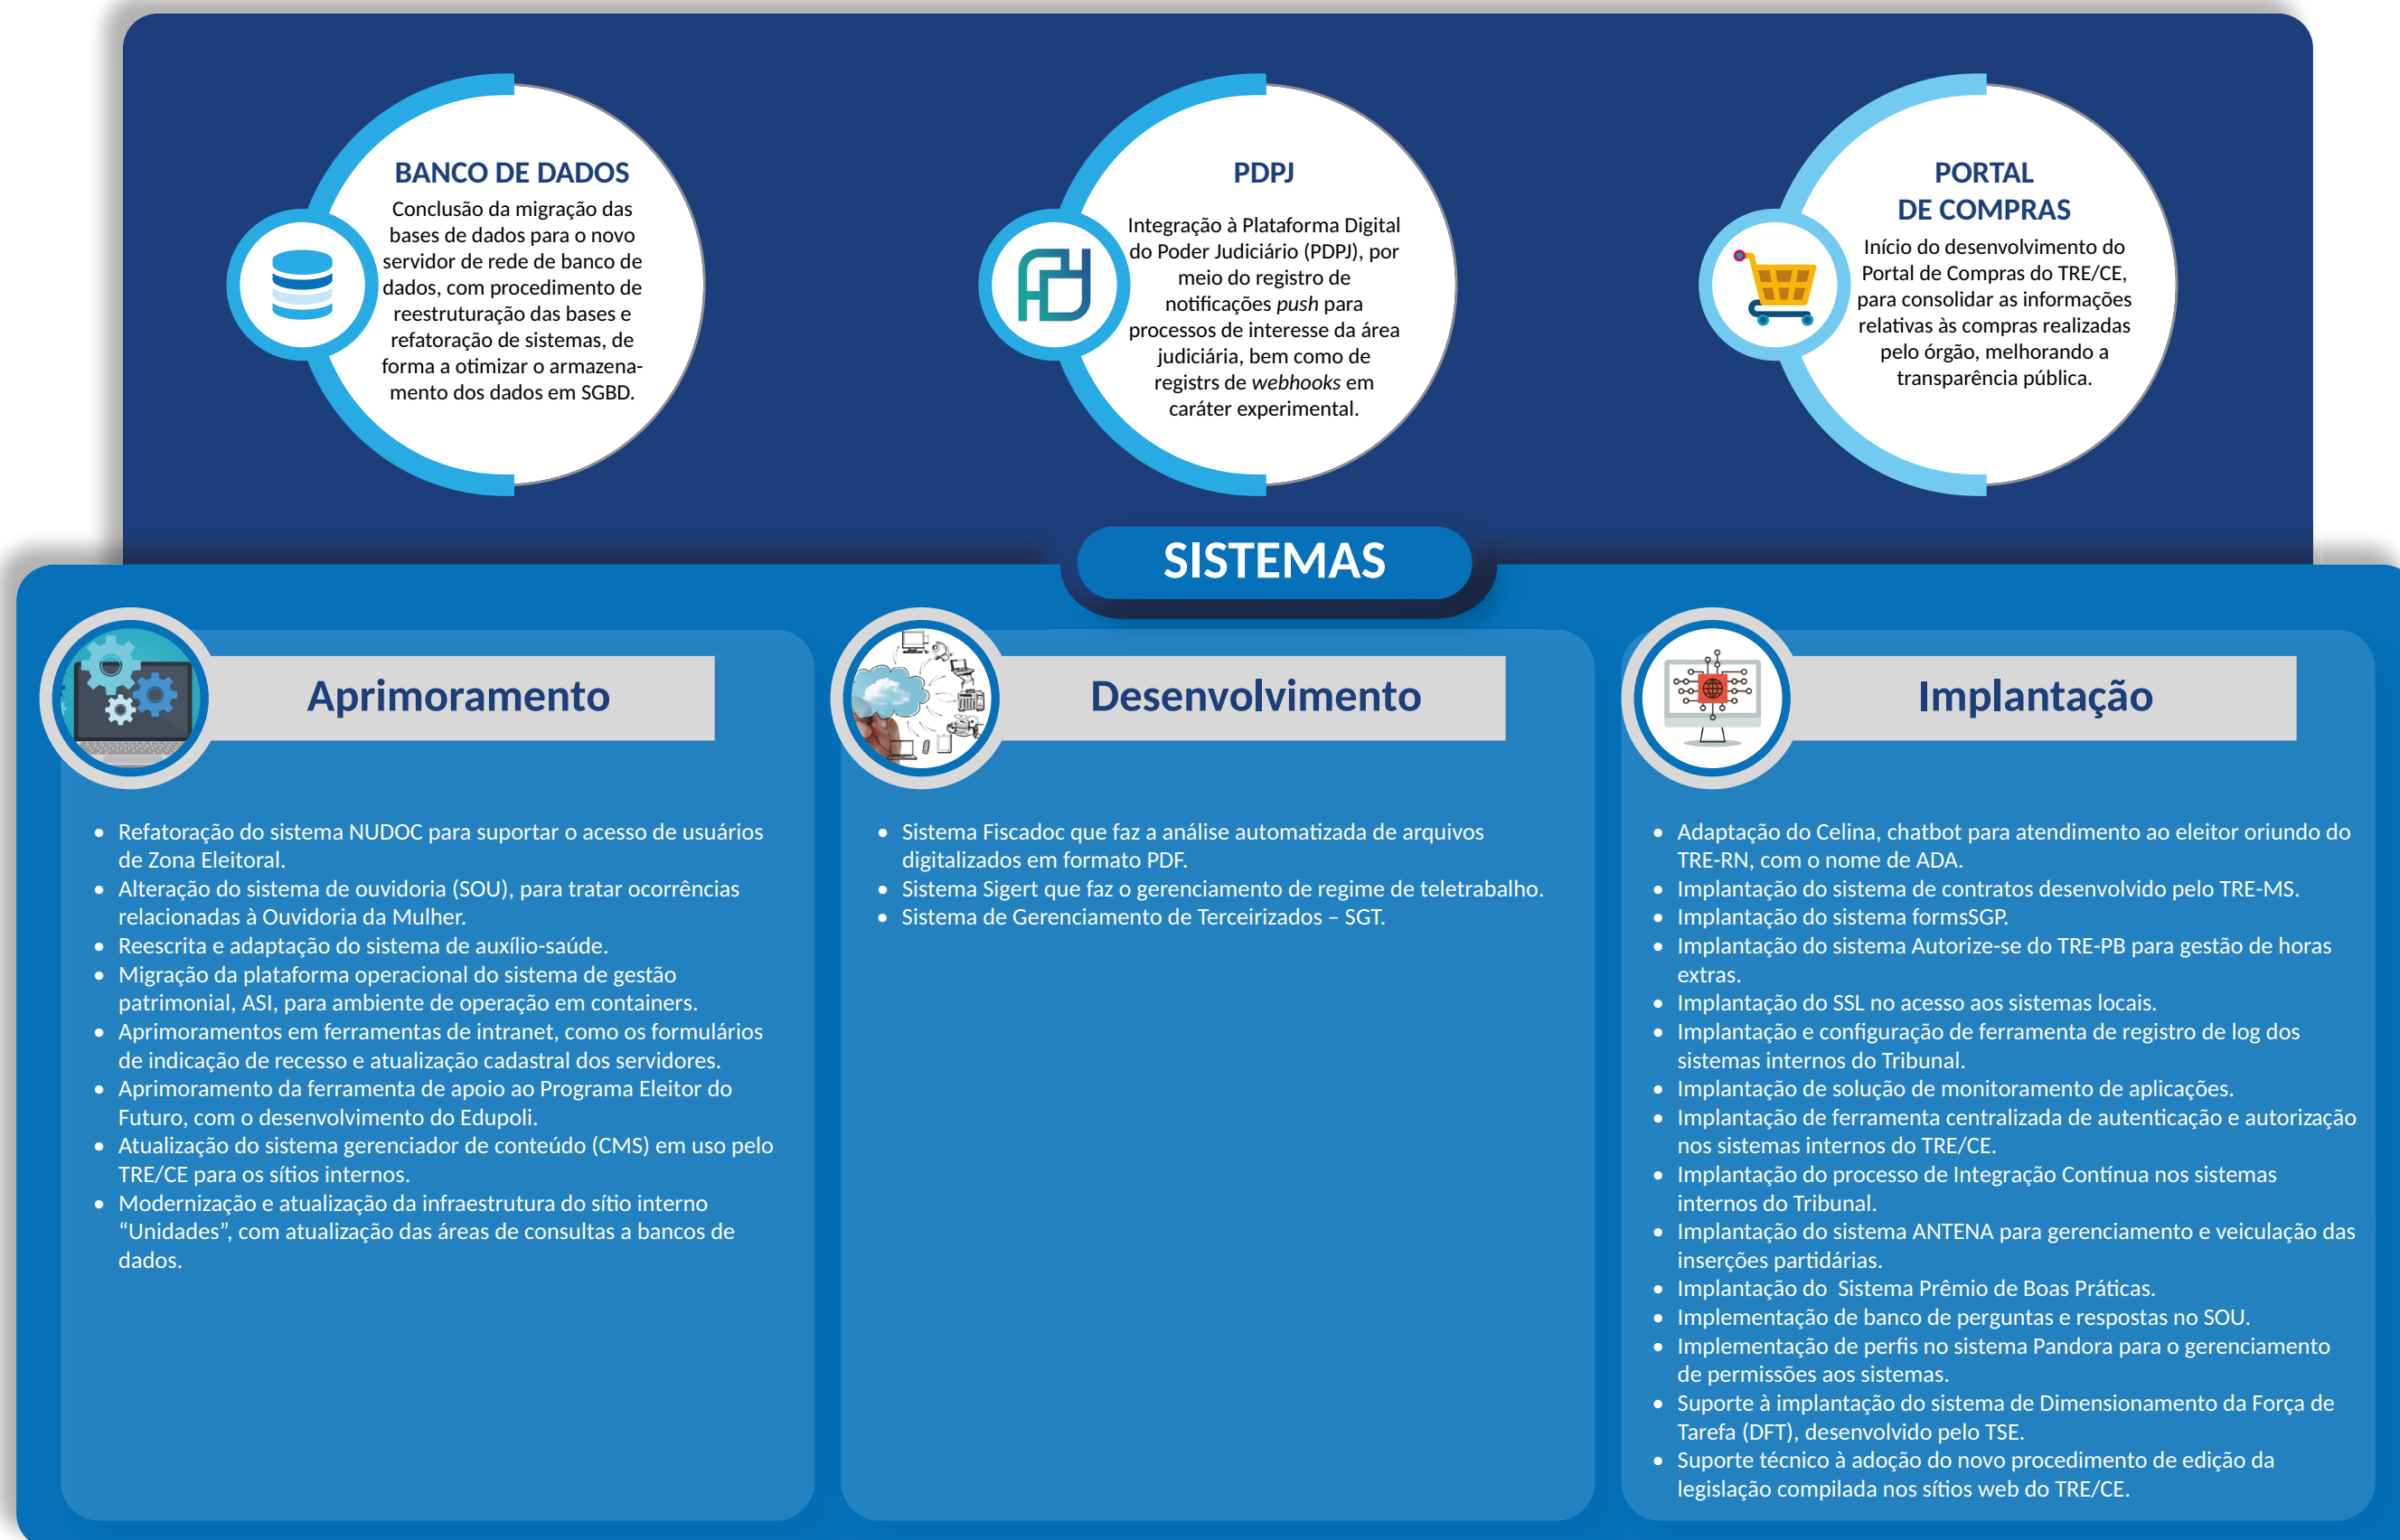 BANCO DE DADOS
Conclusão da migração das
bases de dados para o novo
servidor de rede de banco de
dados, com procedimento de
reestruturação das bases e
refatoração de sistemas, de
forma a otimizar o armazena-
mento dos dados em SGBD.
PDPJ
Integração à Plataforma Digital
do Poder Judiciário (PDPJ), por
meio do registro de
notificações push para
processos de interesse da área
judiciária, bem como de
registrs de webhooks em
caráter experimental.
PORTAL
DE COMPRAS
Início do desenvolvimento do
Portal de Compras do TRE/CE,
para consolidar as informações
relativas às compras realizadas
pelo órgão, melhorando a
transparência pública.
SISTEMAS
Aprimoramento
• Refatoração do sistema NUDOC para suportar o acesso de usuários
de Zona Eleitoral.
• Alteração do sistema de ouvidoria (SOU), para tratar ocorrências
relacionadas à Ouvidoria da Mulher.
• Reescrita e adaptação do sistema de auxílio-saúde.
• Migração da plataforma operacional do sistema de gestão
patrimonial, ASI, para ambiente de operação em containers.
• Aprimoramentos em ferramentas de intranet, como os formulários
de indicação de recesso e atualização cadastral dos servidores.
• Aprimoramento da ferramenta de apoio ao Programa Eleitor do
Futuro, com o desenvolvimento do Edupoli.
• Atualização do sistema gerenciador de conteúdo (CMS) em uso pelo
TRE/CE para os sítios internos.
• Modernização e atualização da infraestrutura do sítio interno
“Unidades”, com atualização das áreas de consultas a bancos de
dados.
Desenvolvimento
• Sistema Fiscadoc que faz a análise automatizada de arquivos
digitalizados em formato PDF.
• Sistema Sigert que faz o gerenciamento de regime de teletrabalho.
• Sistema de Gerenciamento de Terceirizados – SGT.
Implantação
• Adaptação do Celina, chatbot para atendimento ao eleitor oriundo do
TRE-RN, com o nome de ADA.
• Implantação do sistema de contratos desenvolvido pelo TRE-MS.
• Implantação do sistema formsSGP.
• Implantação do sistema Autorize-se do TRE-PB para gestão de horas
extras.
• Implantação do SSL no acesso aos sistemas locais.
• Implantação e configuração de ferramenta de registro de log dos
sistemas internos do Tribunal.
• Implantação de solução de monitoramento de aplicações.
• Implantação de ferramenta centralizada de autenticação e autorização
nos sistemas internos do TRE/CE.
• Implantação do processo de Integração Contínua nos sistemas
internos do Tribunal.
• Implantação do sistema ANTENA para gerenciamento e veiculação das
inserções partidárias.
• Implantação do  Sistema Prêmio de Boas Práticas.
• Implementação de banco de perguntas e respostas no SOU.
• Implementação de perfis no sistema Pandora para o gerenciamento
de permissões aos sistemas.
• Suporte à implantação do sistema de Dimensionamento da Força de
Tarefa (DFT), desenvolvido pelo TSE.
• Suporte técnico à adoção do novo procedimento de edição da
legislação compilada nos sítios web do TRE/CE.